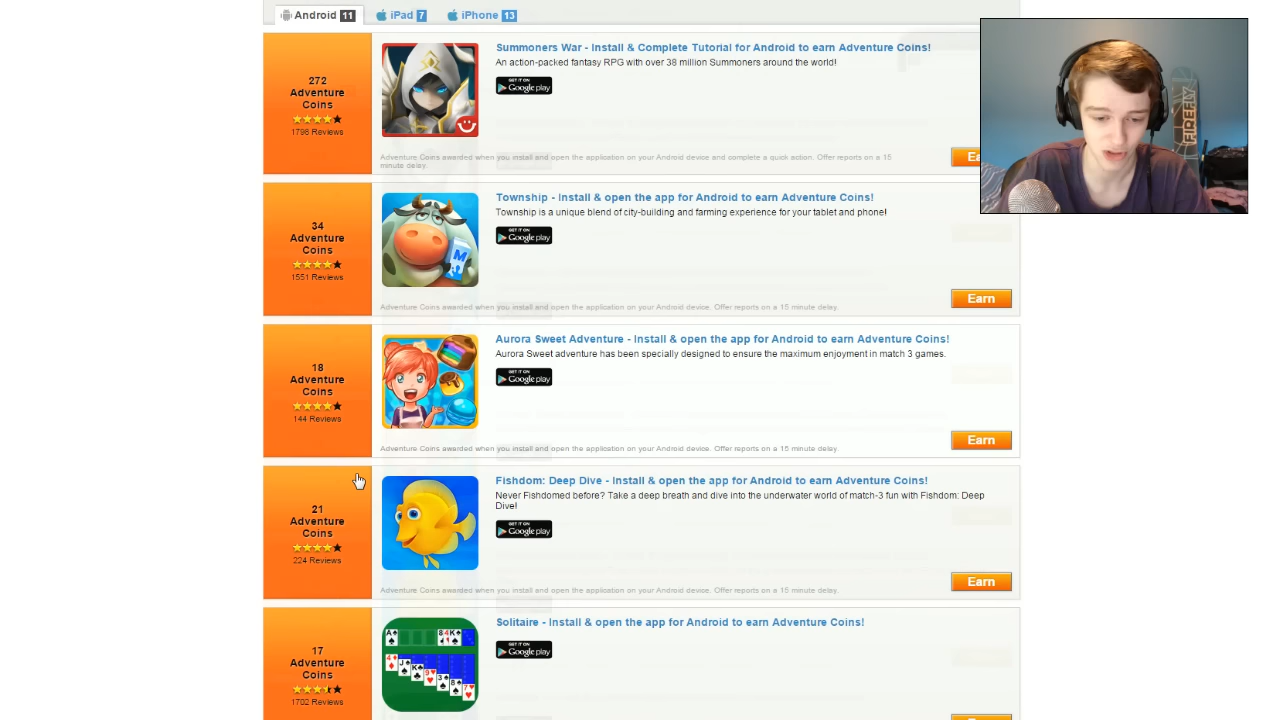 Android 11 iPad 7 iPhone 13
272
Adventure
Coins
1798 Reviews
Summoners War - Install & Complete Tutorial for Android to earn Adventure Coins!
An action-packed fantasy RPG with over 38 million Summoners around the world!
GET IT ON
Google play
Adventure Coins awarded when you install and open the application on your Android device and complete a quick action. Offer reports on a 15
minute delay.
Ea
34
Adventure
Coins
1551 Reviews
Township - Install & open the app for Android to earn Adventure Coins!
Township is a unique blend of city-building and farming experience for your tablet and phone!
GET IT ON
Google play
M
Adventure Coins awarded when you install and open the application on your Android device. Offer reports on a 15 minute delay.
Earn
18
Adventure
Coins
144 Reviews
Aurora Sweet Adventure - Install & open the app for Android to earn Adventure Coins!
Aurora Sweet adventure has been specially designed to ensure the maximum enjoyment in match 3 games.
GET IT ON
Google play
Adventure Coins awarded when you install and open the application on your Android device. Offer reports on a 15 minute delay.
Earn
21
Adventure
Coins
224 Reviews
Fishdom: Deep Dive - Install & open the app for Android to earn Adventure Coins!
Never Fishdomed before? Take a deep breath and dive into the underwater world of match-3 fun with Fishdom: Deep
Dive!
GET IT ON
Google play
Adventure Coins awarded when you install and open the application on your Android device. Offer reports on a 15 minute delay.
Earn
17
Adventure
Coins
1702 Reviews
Solitaire - Install & open the app for Android to earn Adventure Coins!
GET IT ON
Google play